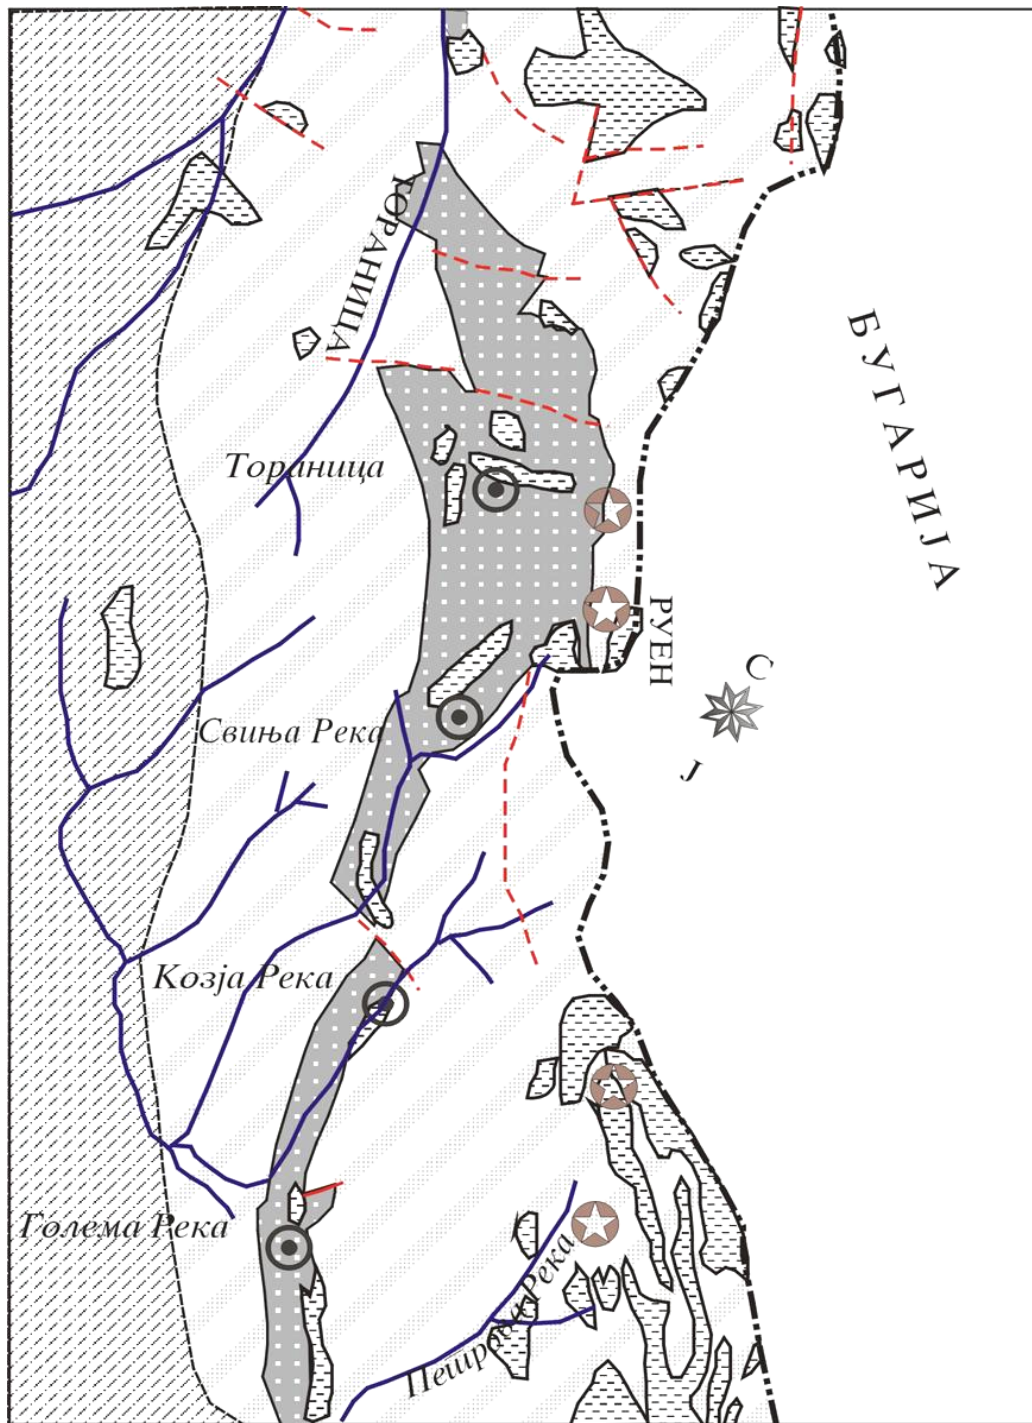 ТОРАНИЦА
БУГАРИЈА
Тораница
РУЕН
С
Свиња Река
Ј
Козја Река
Голема Река
Пешрова Река